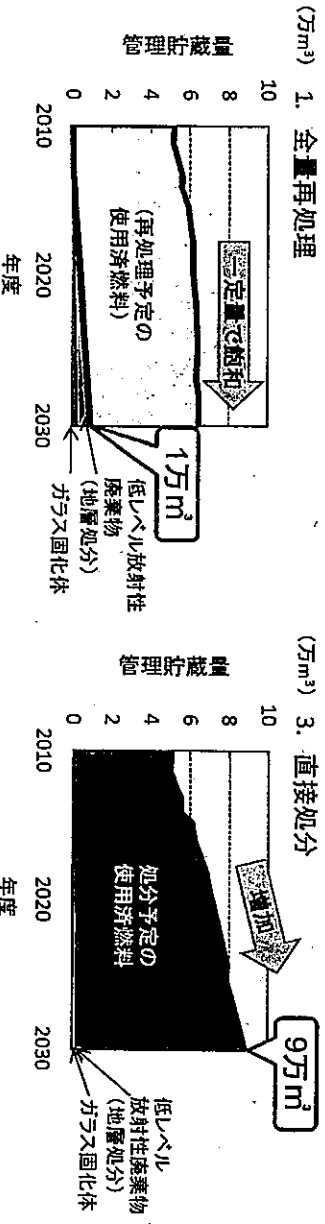 (万m³) 1. 全量再処理
管理貯蔵量
10
8
6
4
2
0
一定量で飽和
(再処理予定の
使用済燃料)
1万m³
2010
2020
2030
年度
低レベル放射性
廃棄物
(地層処分)
ガラス固化体
(万m³) 3. 直接処分
管理貯蔵量
10
8
6
4
2
0
増加
9万m³
処分予定の
使用済燃料
2010
2020
2030
年度
低レベル
放射性廃棄物
(地層処分)
ガラス固化体